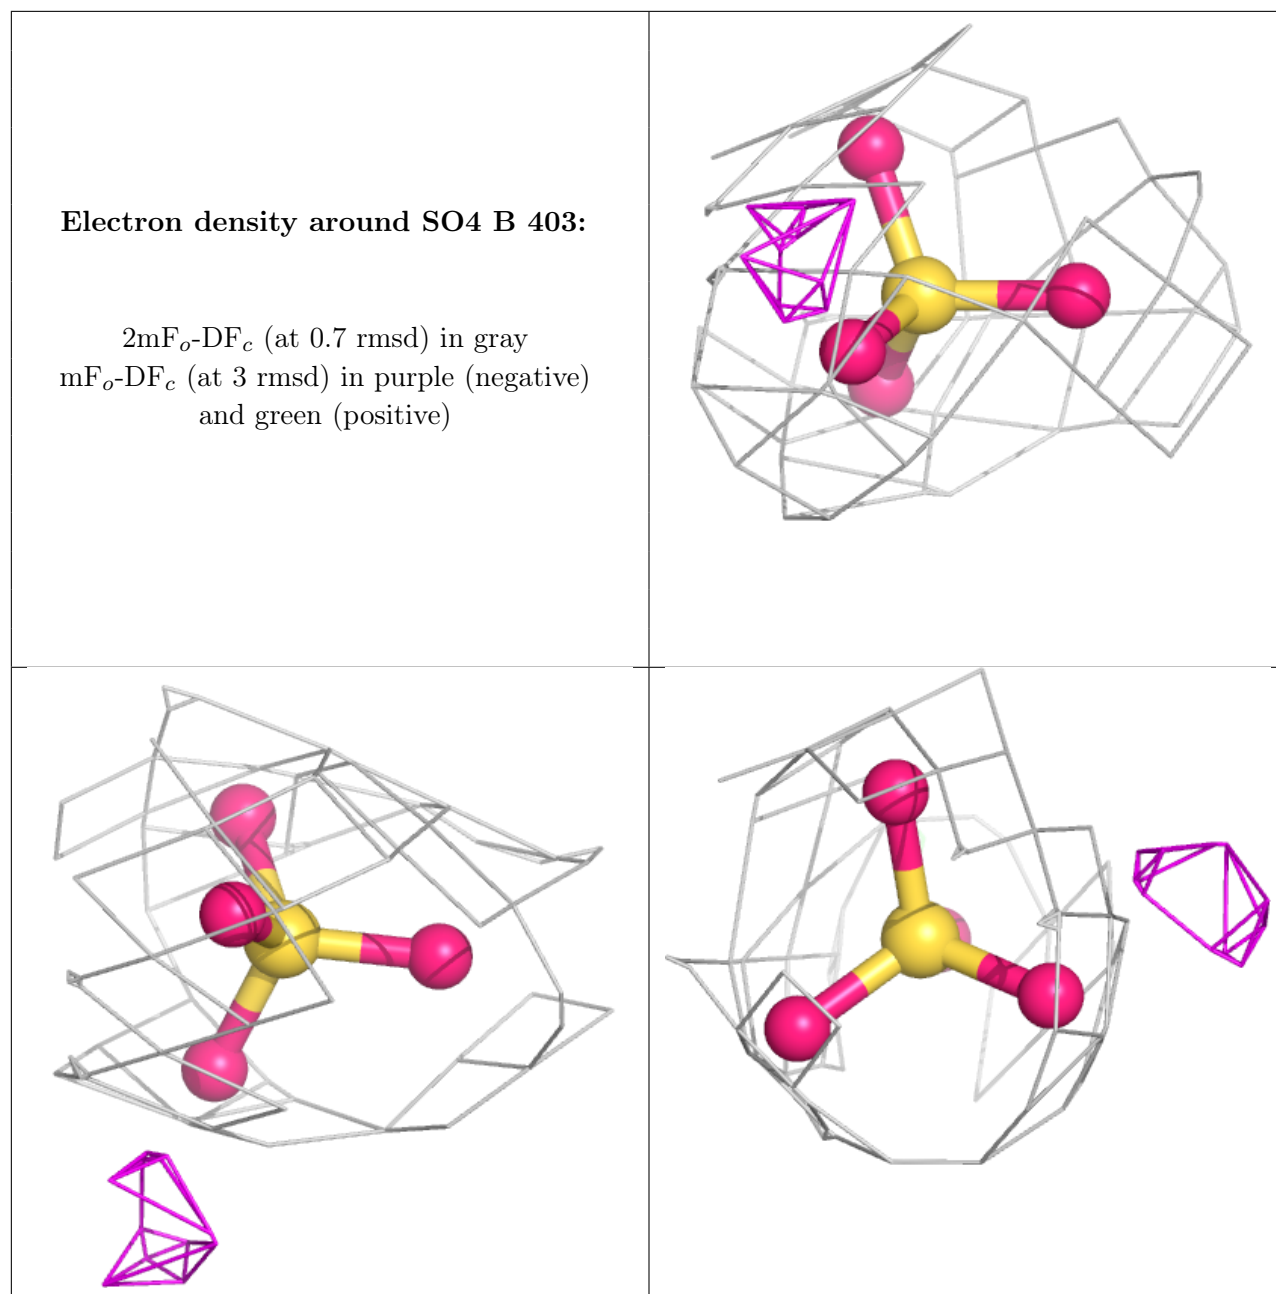 Electron density around SO4 B 403:
2mFo-DFc (at 0.7 rmsd) in gray
mFo-DFc (at 3 rmsd) in purple (negative)
and green (positive)